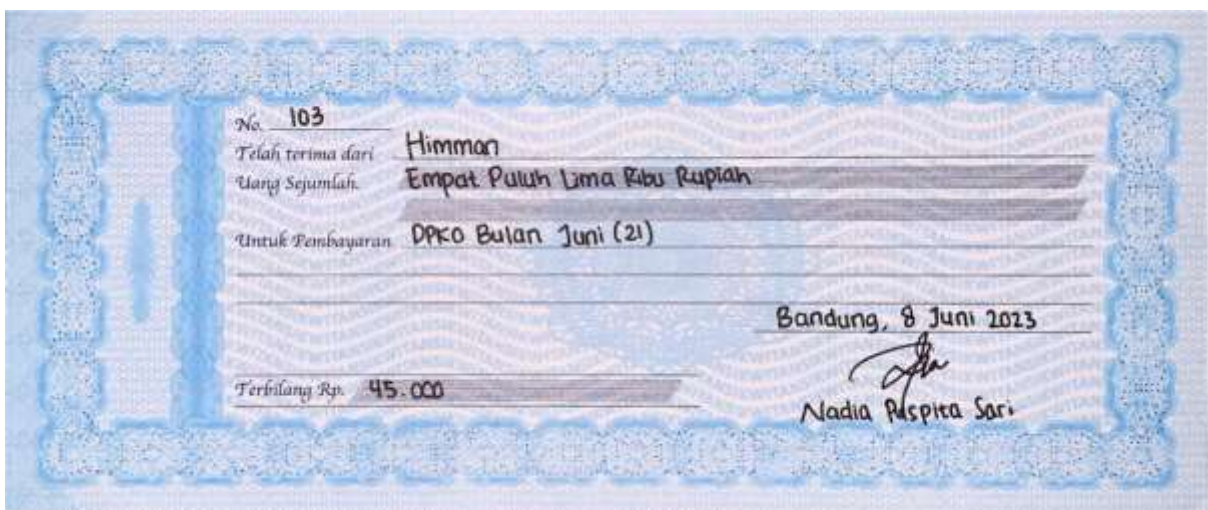 No. 103
Telah terima dari Himman
Uang Sejumlah Empat Puluh Lima Ribu Rupiah
Untuk Pembayaran DPKO Bulan Juni (21)
Bandung, 8 Juni 2023
Terbilang Rp. 45.000
Nadia Puspita Sari